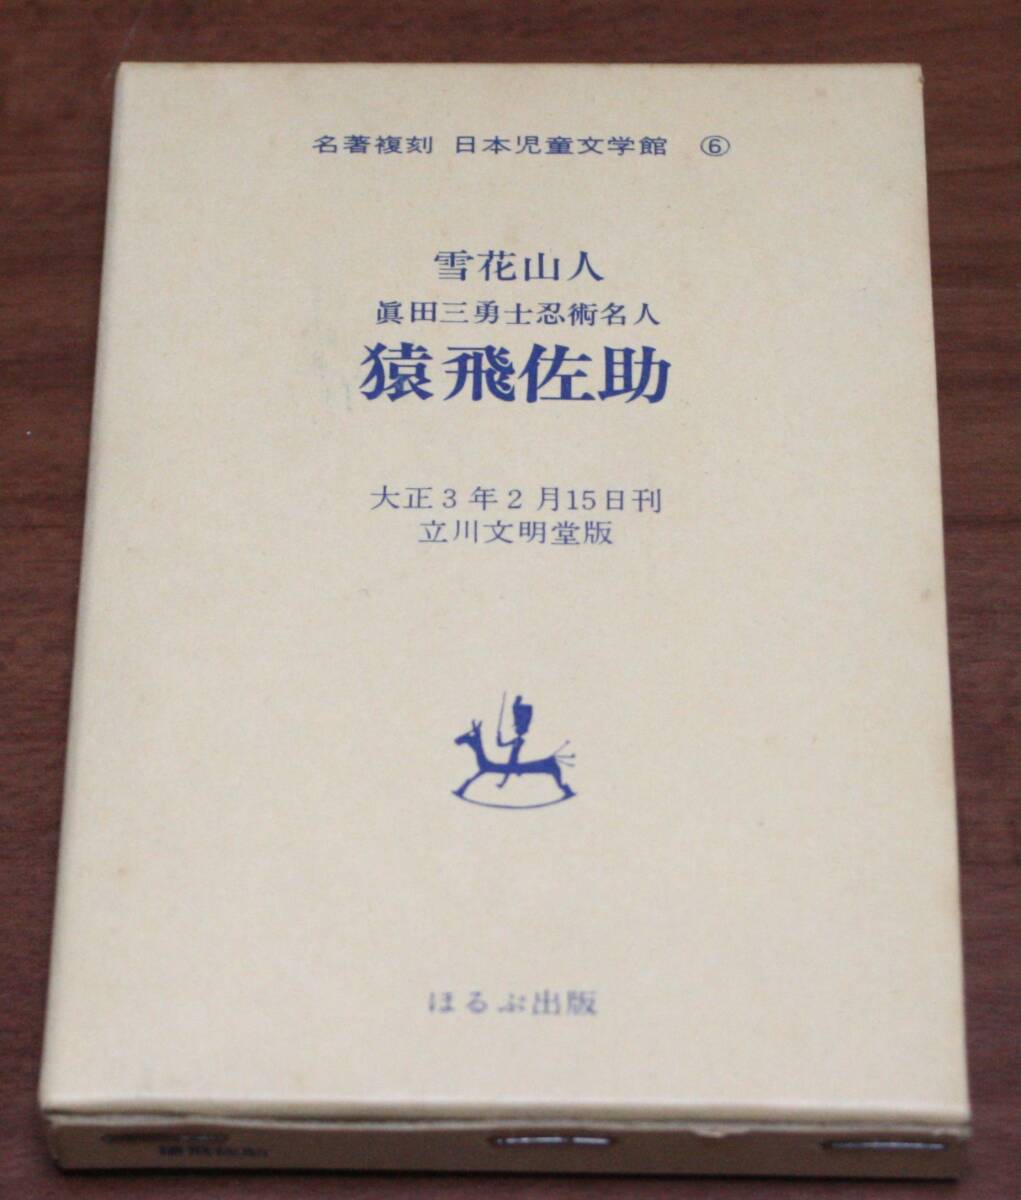 名著複刻 日本児童文学館 ⑥
雪花山人
眞田三勇士忍術名人
猿飛佐助
大正3年2月15日刊
立川文明堂版
ほるぷ出版